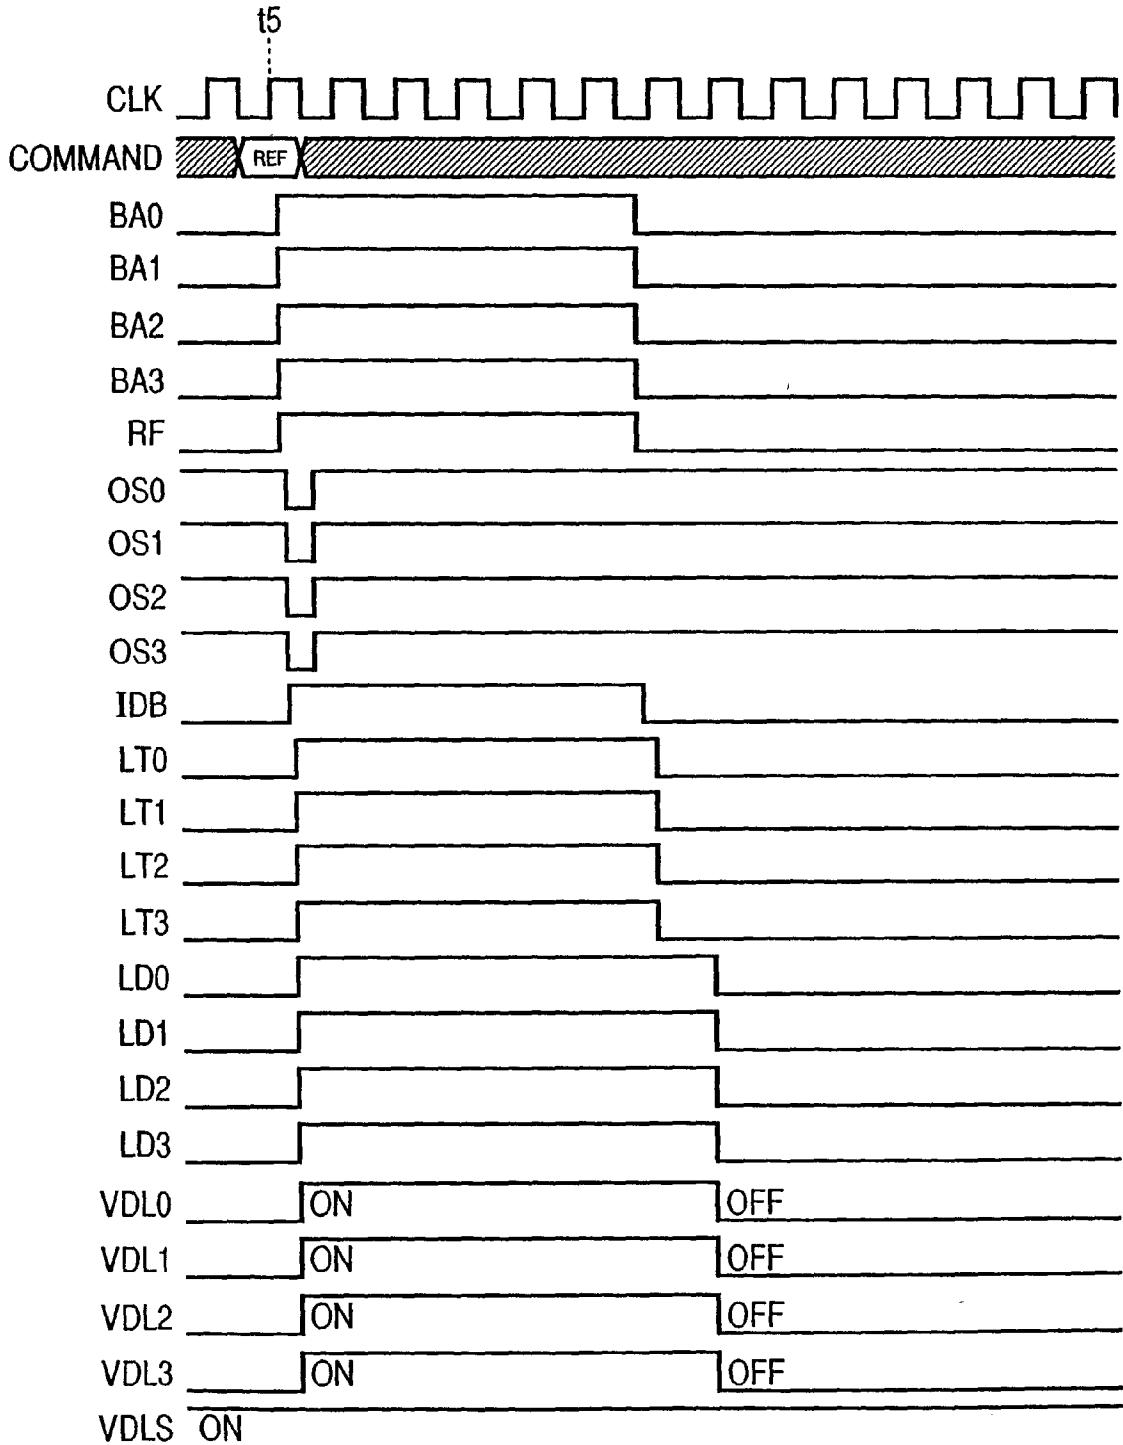 t5
CLK
COMMAND REF
BA0
BA1
BA2
BA3
RF
OS0
OS1
OS2
OS3
IDB
LT0
LT1
LT2
LT3
LD0
LD1
LD2
LD3
VDL0 ON OFF
VDL1 ON OFF
VDL2 ON OFF
VDL3 ON OFF
VDLS ON